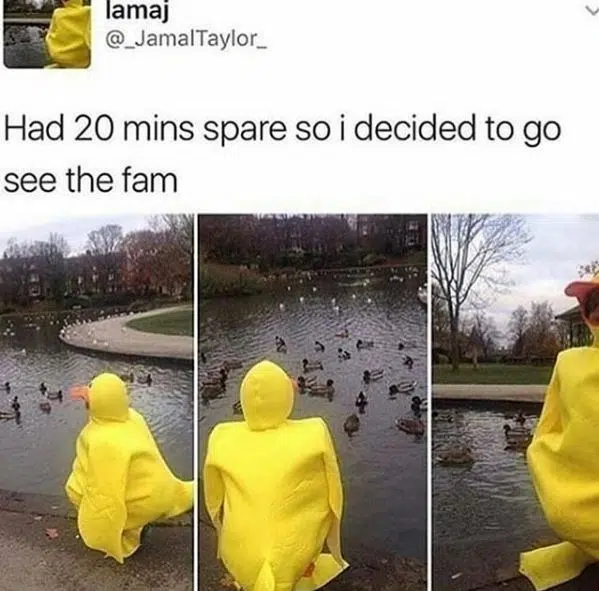 lamaj
@_JamalTaylor_
Had 20 mins spare so i decided to go
see the fam